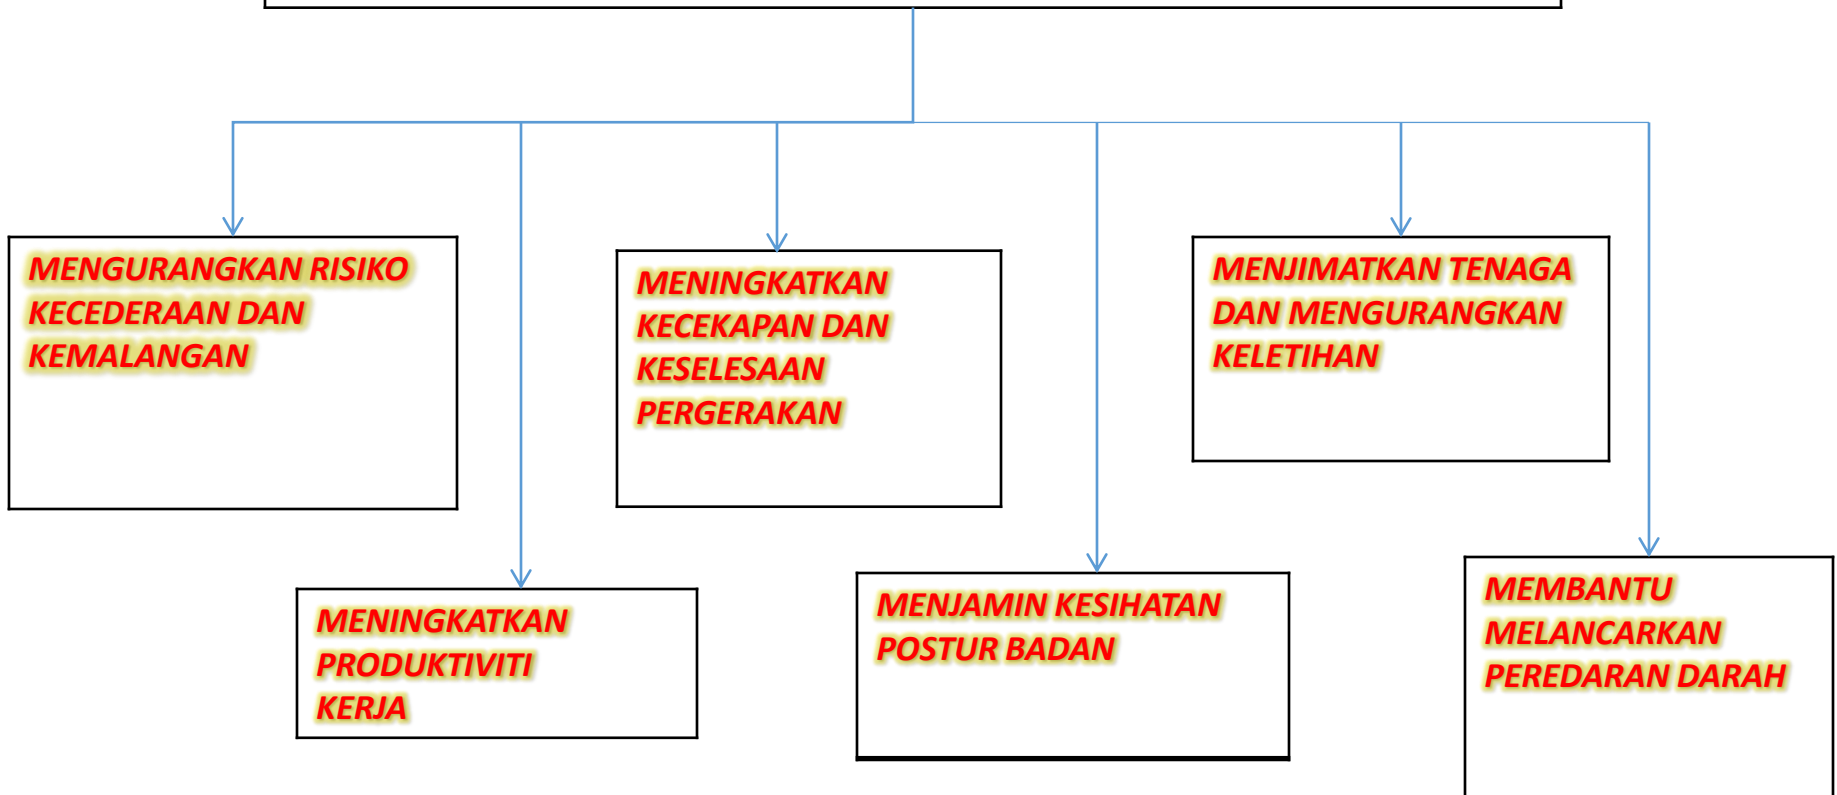 MENGURANGKAN RISIKO
KECEDERAAN DAN
KEMALANGAN
MENINGKATKAN
KECEKAPAN DAN
KESELESAAN
PERGERAKAN
MENJIMATKAN TENAGA
DAN MENGURANGKAN
KELETIHAN
MENINGKATKAN
PRODUKTIVITI
KERJA
MENJAMIN KESIHATAN
POSTUR BADAN
MEMBANTU
MELANCARKAN
PEREDARAN DARAH